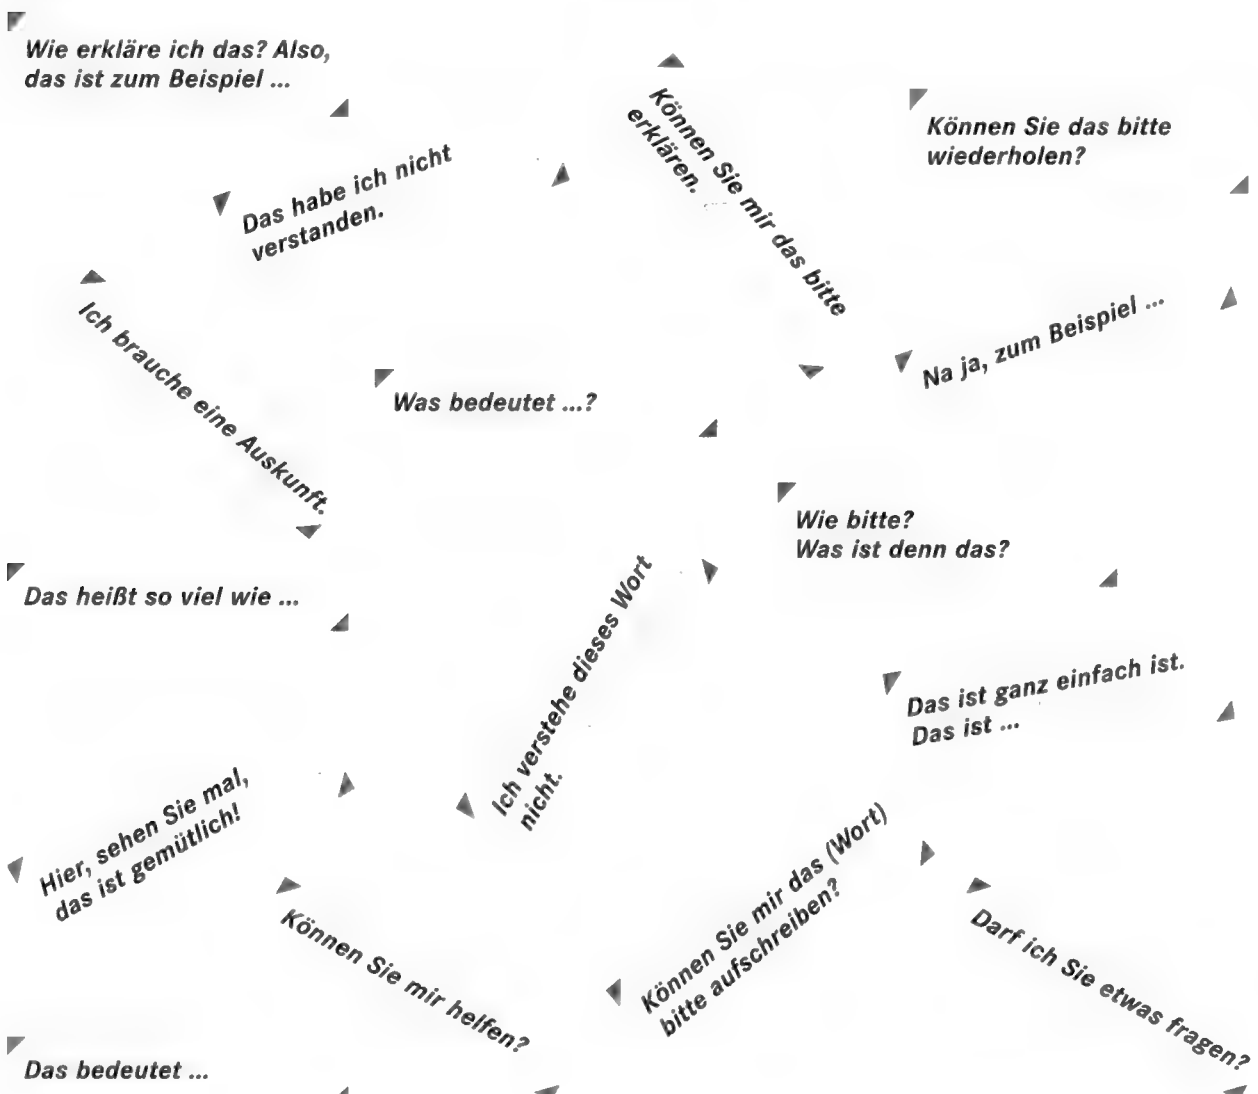 Wie erkläre ich das? Also,
das ist zum Beispiel ...
Können Sie mir das bitte
erklären.
Können Sie das bitte
wiederholen?
Das habe ich nicht
verstanden.
Ich brauche eine Auskunft.
Na ja, zum Beispiel ...
Was bedeutet ...?
Wie bitte?
Was ist denn das?
Das heißt so viel wie ...
Ich verstehe dieses Wort
nicht.
Das ist ganz einfach ist.
Das ist ...
Hier, sehen Sie mal,
das ist gemütlich!
Können Sie mir helfen?
Können Sie mir das (Wort)
bitte aufschreiben?
Darf ich Sie etwas fragen?
Das bedeutet ...